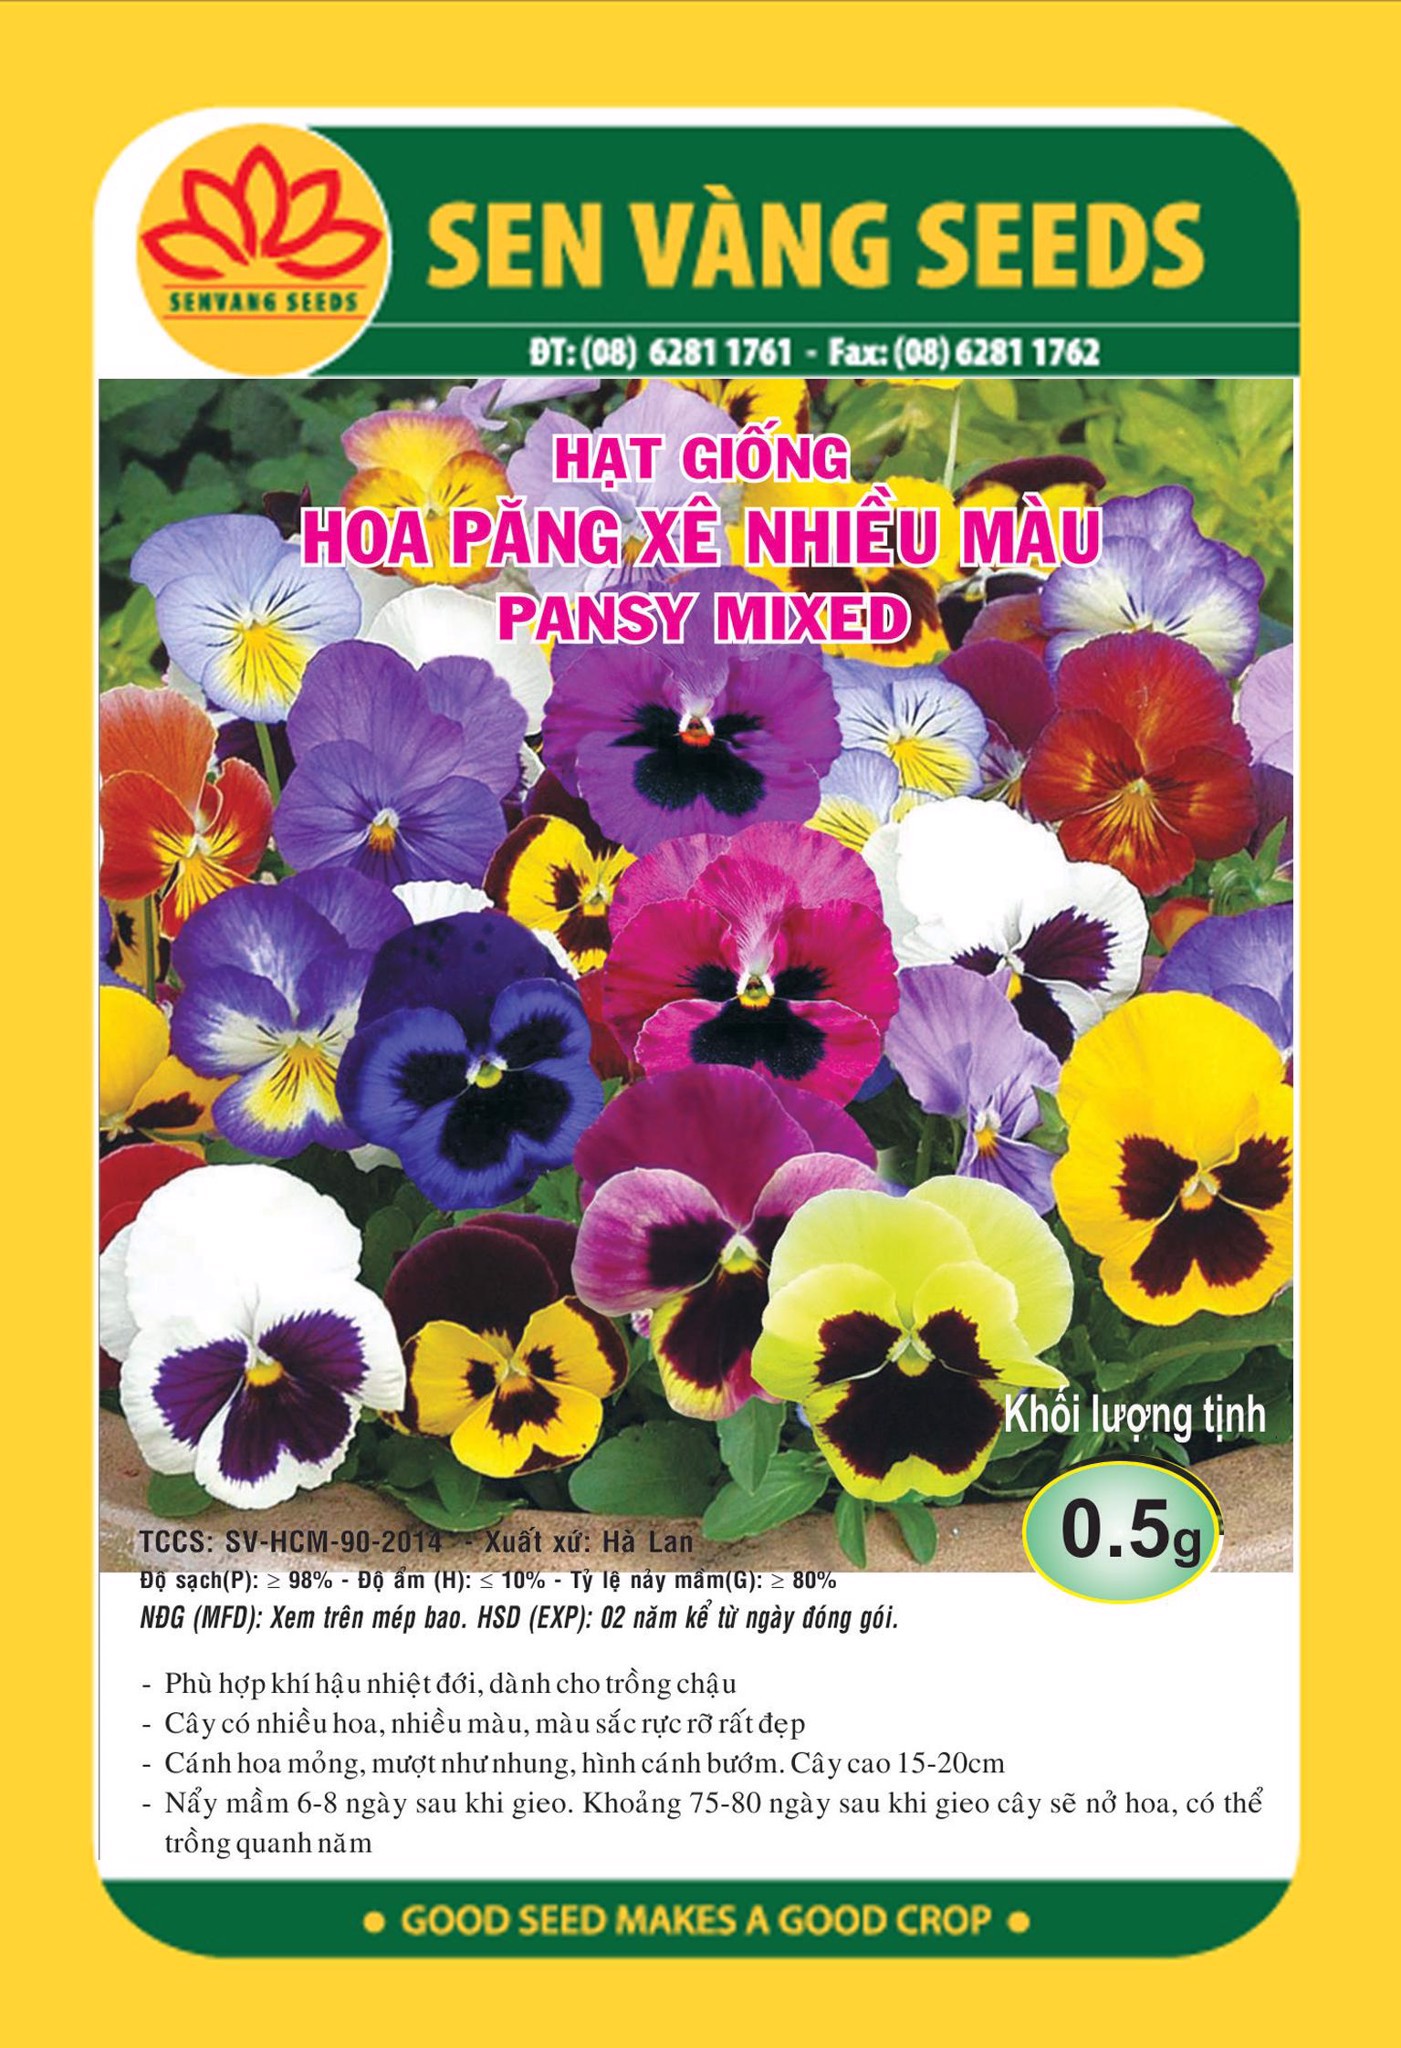 SENVANG SEEDS
SEN VÀNG SEEDS
ĐT: (08) 6281 1761 - Fax: (08) 6281 1762
HẠT GIỐNG
HOA PĂNG XÊ NHIỀU MÀU
PANSY MIXED
Khối lượng tịnh
0.5g
TCCS: SV-HCM-90-2014 - Xuất xứ: Hà Lan
Độ sạch(P): ≥ 98% - Độ ẩm (H): ≤ 10% - Tỷ lệ nảy mầm(G): ≥ 80%
NĐG (MFD): Xem trên mép bao. HSD (EXP): 02 năm kể từ ngày đóng gói.
- Phù hợp khí hậu nhiệt đới, dành cho trồng chậu
- Cây có nhiều hoa, nhiều màu, màu sắc rực rỡ rất đẹp
- Cánh hoa mỏng, mượt như nhung, hình cánh bướm. Cây cao 15-20cm
- Nẩy mầm 6-8 ngày sau khi gieo. Khoảng 75-80 ngày sau khi gieo cây sẽ nở hoa, có thể
trồng quanh năm
• GOOD SEED MAKES A GOOD CROP •